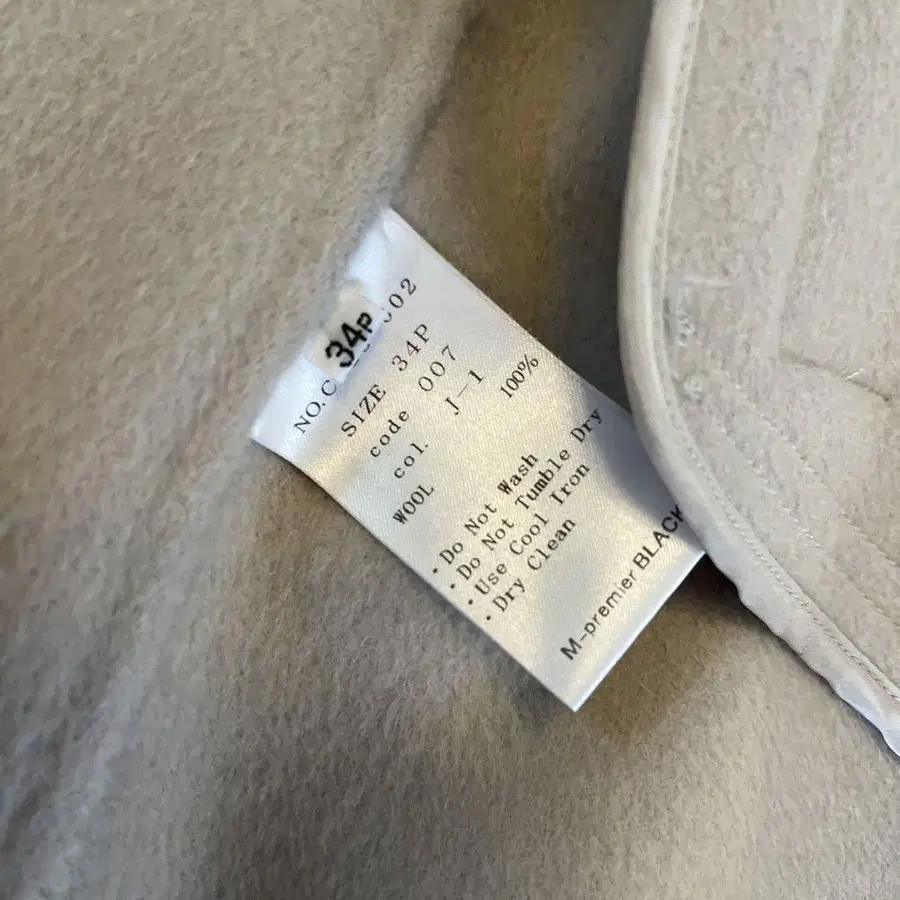 34P
NO.C 002
SIZE 34P
code 007
col. J-1
WOOL 100%
・Do Not Wash
・Do Not Tumble Dry
・Use Cool Iron
・Dry Clean
M-premier BLACK